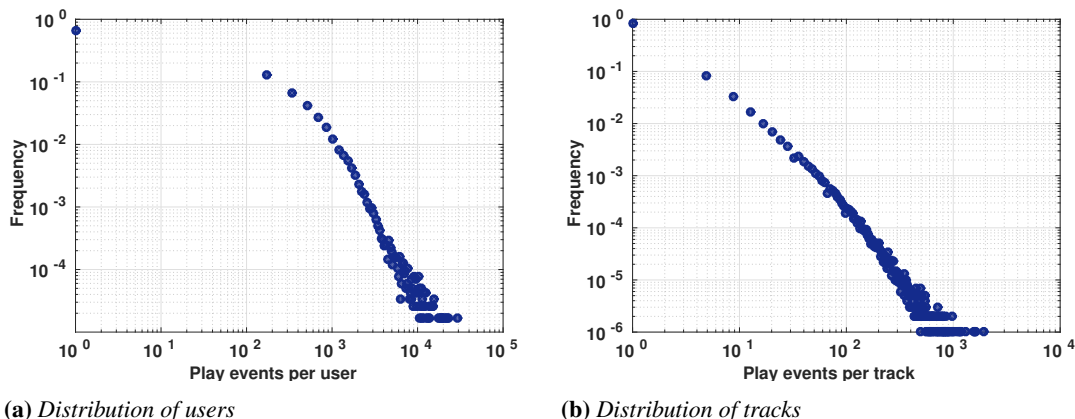 10^0
10^-1
10^-2
10^-3
10^-4
Frequency
10^0 10^1 10^2 10^3 10^4 10^5
Play events per user
(a) Distribution of users
10^0
10^-1
10^-2
10^-3
10^-4
10^-5
10^-6
Frequency
10^0 10^1 10^2 10^3 10^4
Play events per track
(b) Distribution of tracks